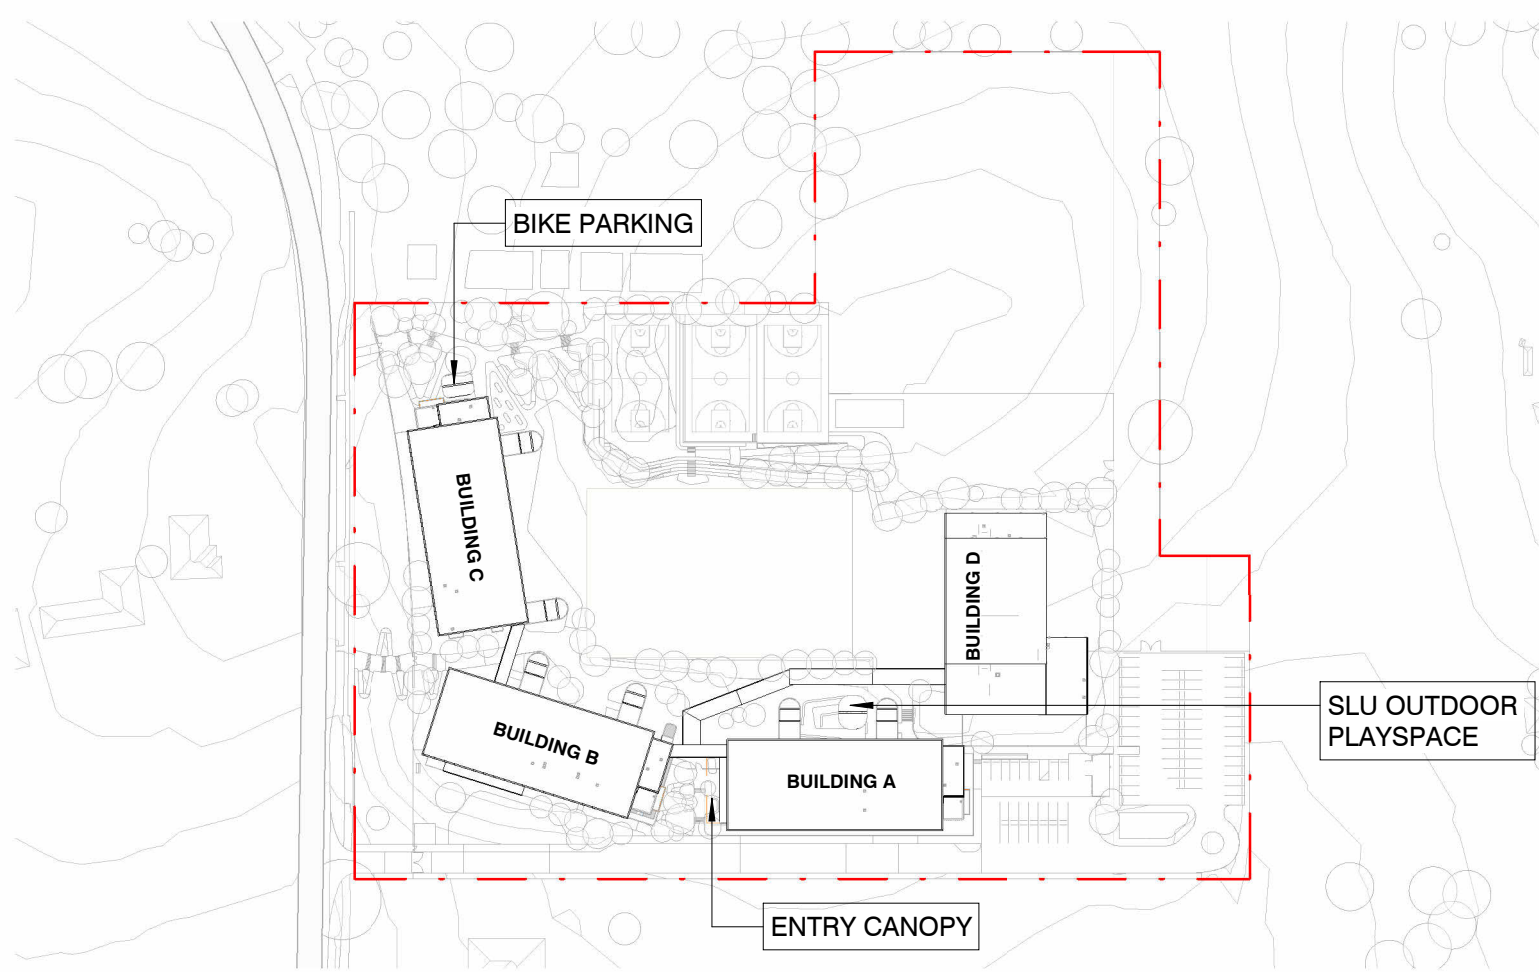 BIKE PARKING
BUILDING C
BUILDING D
SLU OUTDOOR
PLAYSPACE
BUILDING B
BUILDING A
ENTRY CANOPY